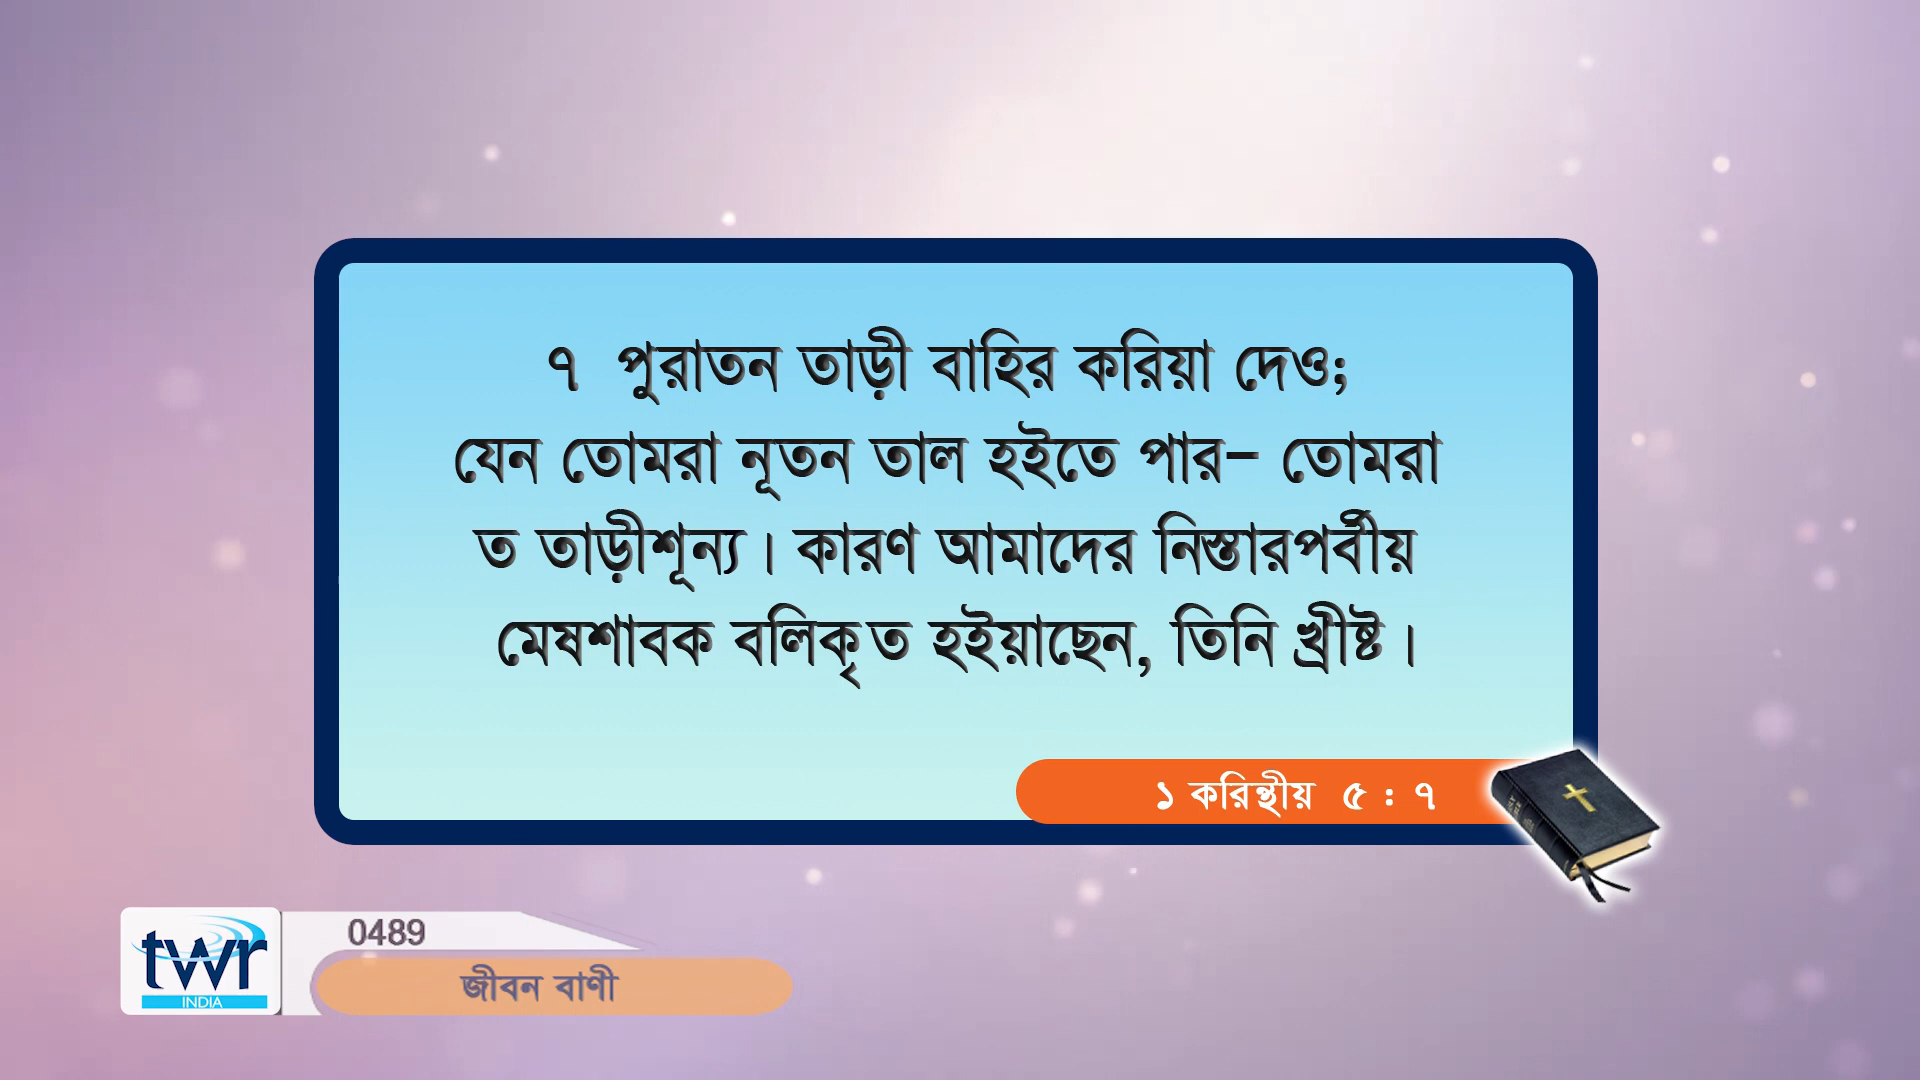 ৭ পুরাতন তাড়ী বাহির করিয়া দেও;
যেন তোমরা নূতন তাল হইতে পার– তোমরা
ত তাড়ীশূন্য। কারণ আমাদের নিস্তারপর্বীয়
মেষশাবক বলিকৃত হইয়াছেন, তিনি খ্রীষ্ট।
১ করিন্থীয় ৫ : ৭
twr
INDIA
0489
জীবন বাণী